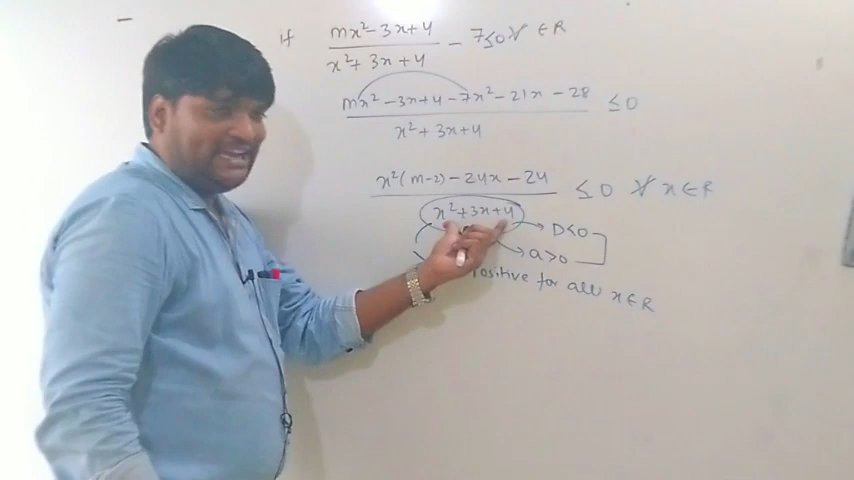 if (mx² - 3x + 4)/(x² + 3x + 4) - 7 ≤ 0 ∀ ∈ R
(mx² - 3x + 4 - 7x² - 21x - 28)/(x² + 3x + 4) ≤ 0
(x²(m-2) - 24x - 24)/(x² + 3x + 4) ≤ 0 ∀ x ∈ R
→ D<0
→ a>0
Positive for all x ∈ R